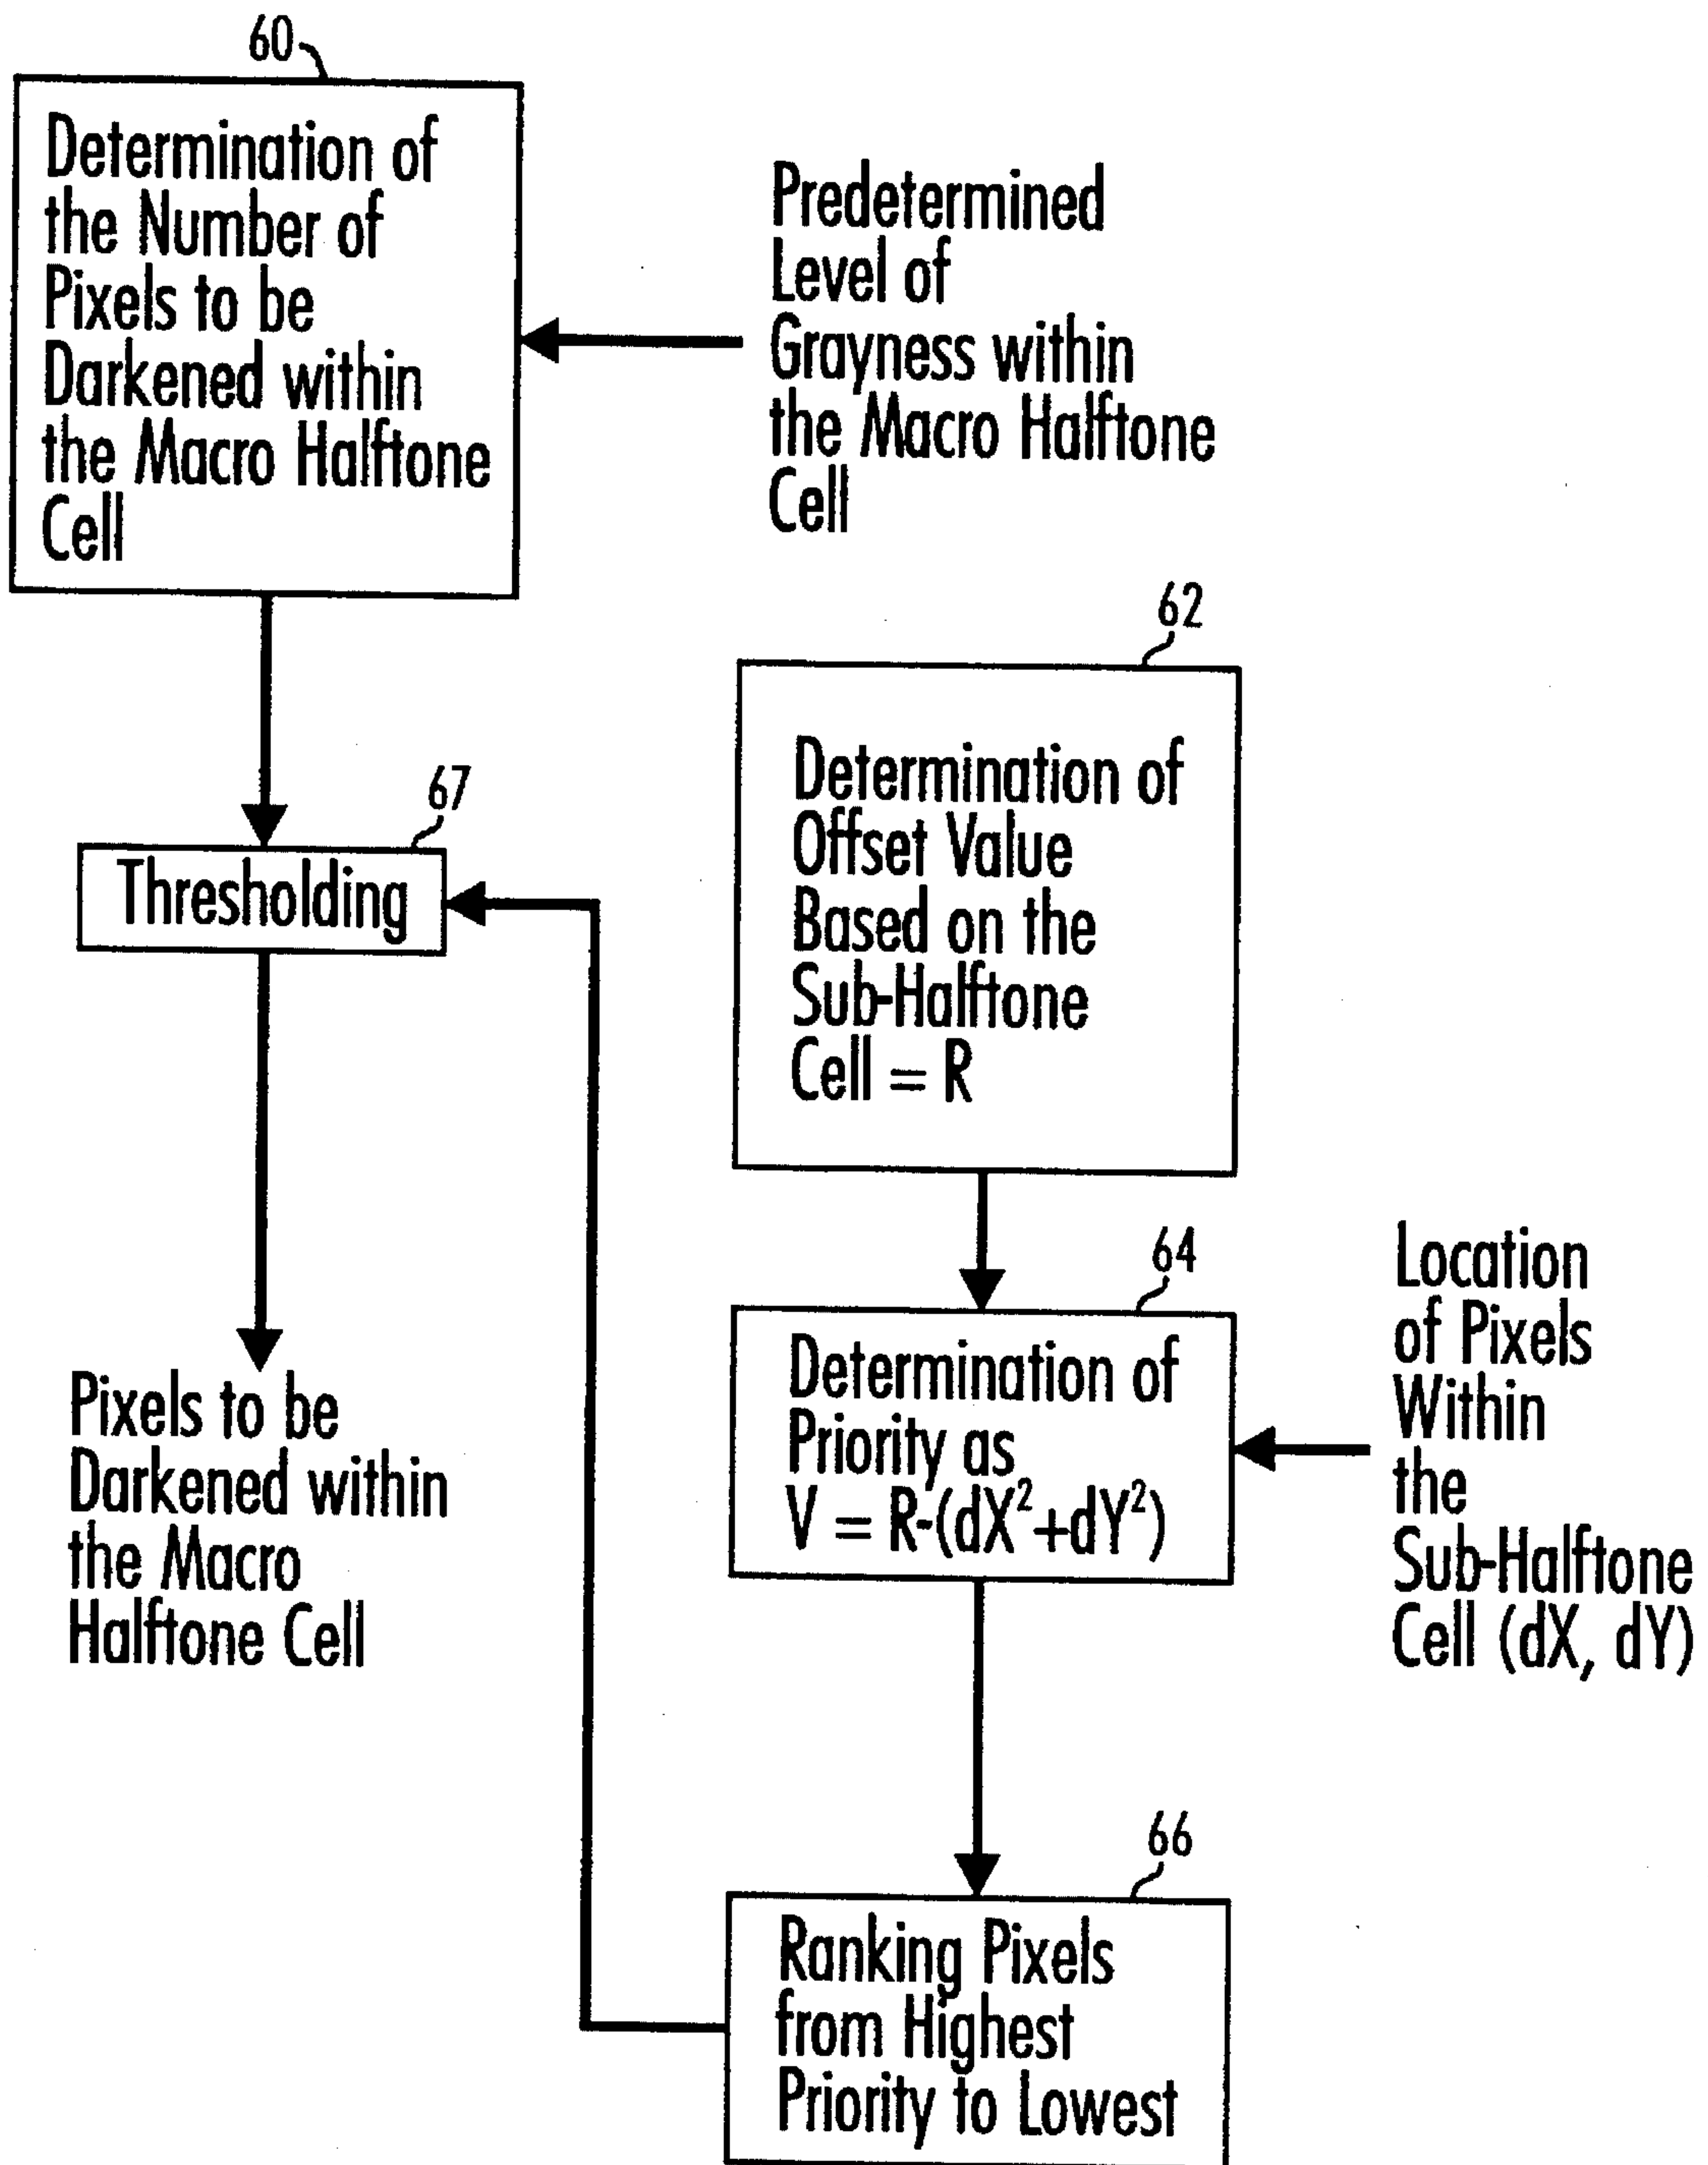 60
Determination of
the Number of
Pixels to be
Darkened within
the Macro Halftone
Cell
Predetermined
Level of
Grayness within
the Macro Halftone
Cell
62
Determination of
Offset Value
Based on the
Sub-Halftone
Cell = R
67
Thresholding
64
Determination of
Priority as
V = R-(dX²+dY²)
Location
of Pixels
Within
the
Sub-Halftone
Cell (dX, dY)
Pixels to be
Darkened within
the Macro
Halftone Cell
66
Ranking Pixels
from Highest
Priority to Lowest